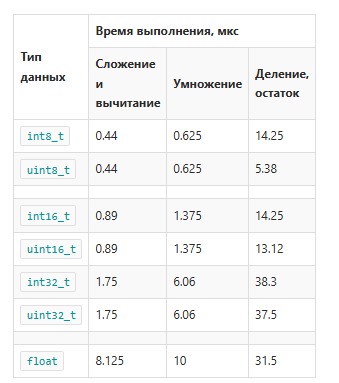 Тип данных
Время выполнения, мкс
Сложение и вычитание
Умножение
Деление, остаток
int8_t 0.44 0.625 14.25
uint8_t 0.44 0.625 5.38
int16_t 0.89 1.375 14.25
uint16_t 0.89 1.375 13.12
int32_t 1.75 6.06 38.3
uint32_t 1.75 6.06 37.5
float 8.125 10 31.5